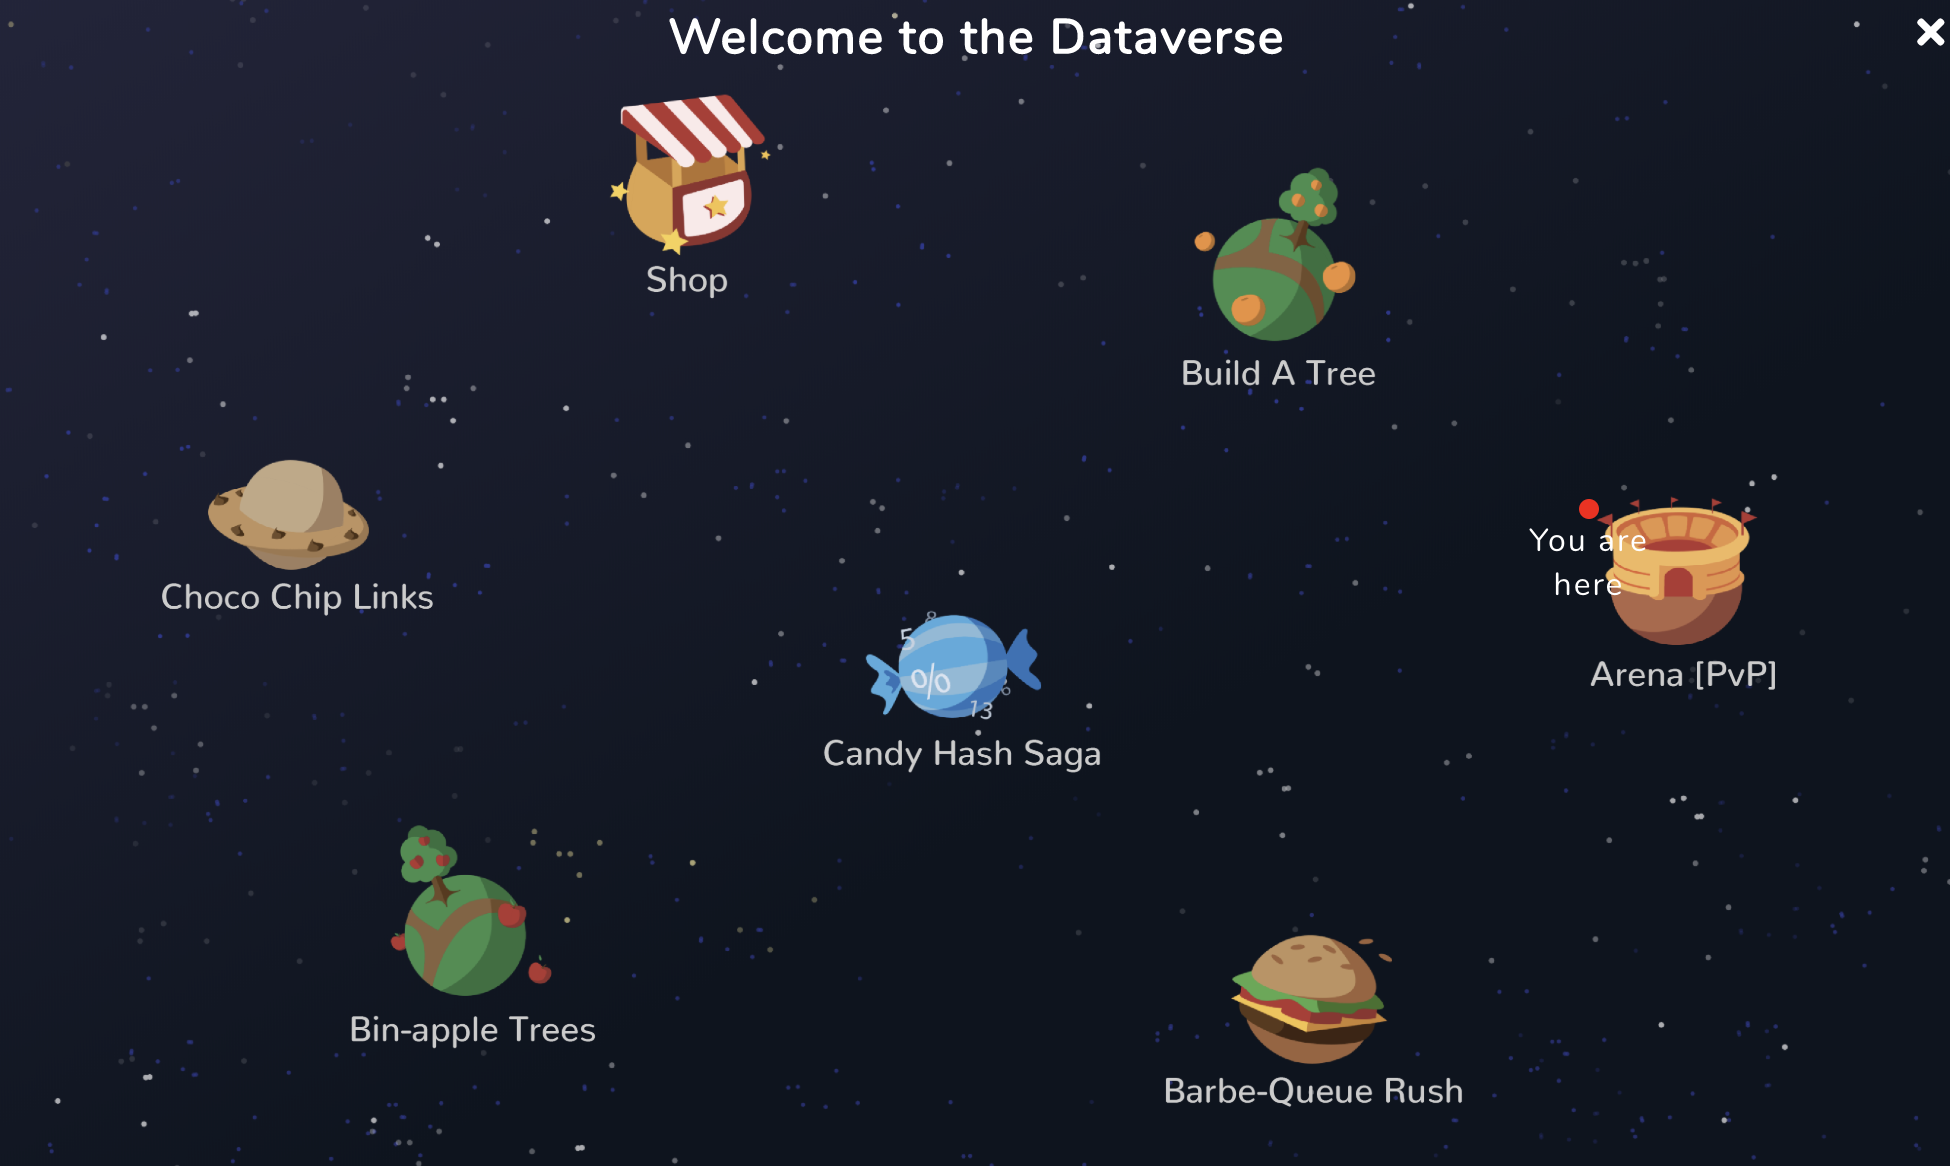 Welcome to the Dataverse
Shop
Build A Tree
Choco Chip Links
You are
here
Arena [PvP]
8
5
%
8
13
Candy Hash Saga
Bin-apple Trees
Barbe-Queue Rush